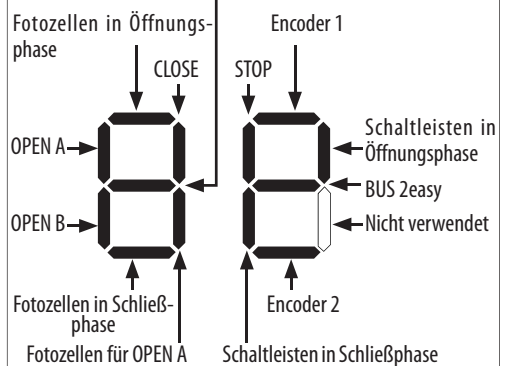 Fotozellen in Öffnungs-
phase
Encoder 1
CLOSE
STOP
OPEN A
Schaltleisten in
Öffnungsphase
BUS 2easy
OPEN B
Nicht verwendet
Fotozellen in Schließ-
phase
Encoder 2
Fotozellen für OPEN A
Schaltleisten in Schließphase